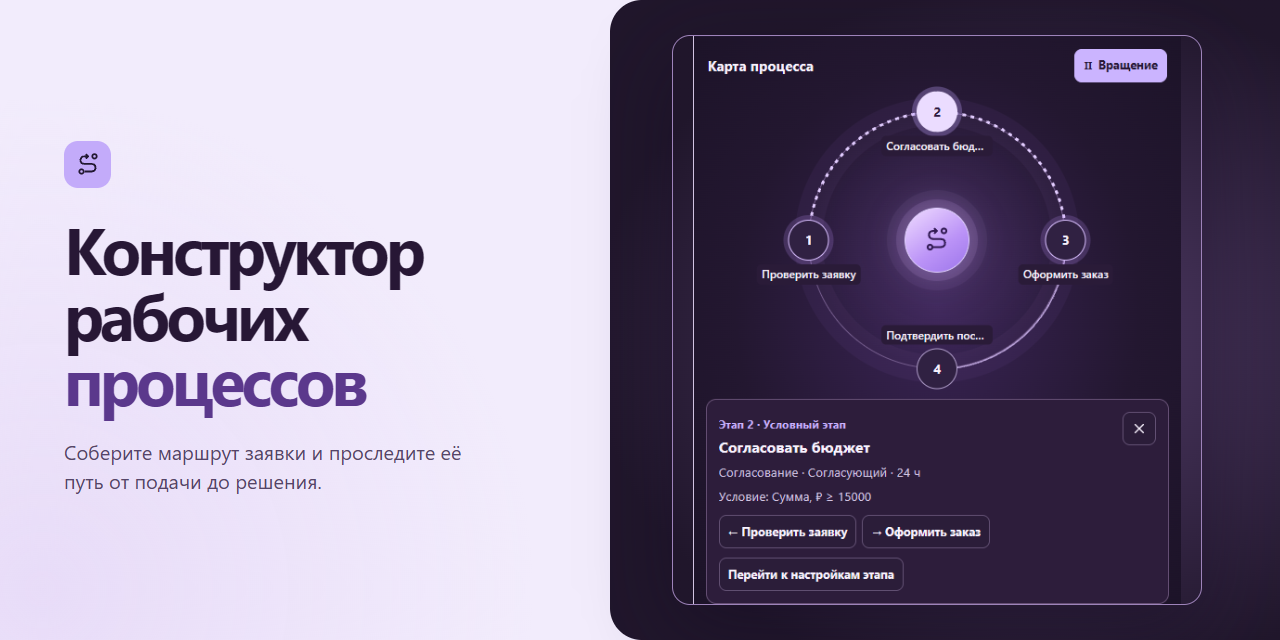 Конструктор
рабочих
процессов
Соберите маршрут заявки и проследите её
путь от подачи до решения.
Карта процесса
Вращение
2
Согласовать бюд...
1
3
Проверить заявку
Оформить заказ
Подтвердить пос...
4
Этап 2 · Условный этап
Согласовать бюджет
Согласование · Согласующий · 24 ч
Условие: Сумма, ₽ ≥ 15000
← Проверить заявку
→ Оформить заказ
Перейти к настройкам этапа